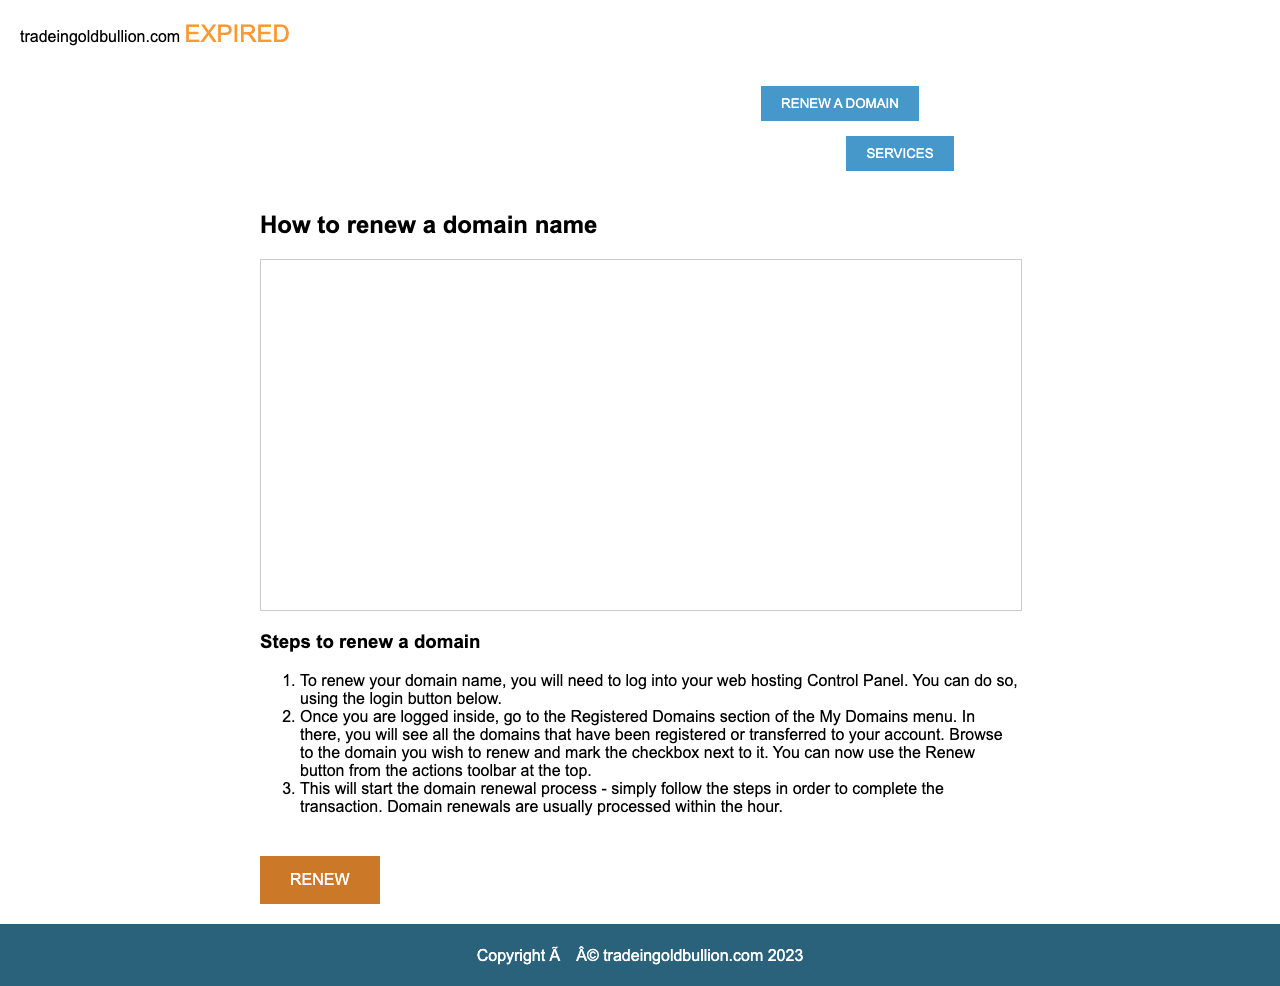 tradeingoldbullion.com EXPIRED
RENEW A DOMAIN
SERVICES
How to renew a domain name
Steps to renew a domain
1. To renew your domain name, you will need to log into your web hosting Control Panel. You can do so,
using the login button below.
2. Once you are logged inside, go to the Registered Domains section of the My Domains menu. In
there, you will see all the domains that have been registered or transferred to your account. Browse
to the domain you wish to renew and mark the checkbox next to it. You can now use the Renew
button from the actions toolbar at the top.
3. This will start the domain renewal process - simply follow the steps in order to complete the
transaction. Domain renewals are usually processed within the hour.
RENEW
Copyright Ã Â© tradeingoldbullion.com 2023